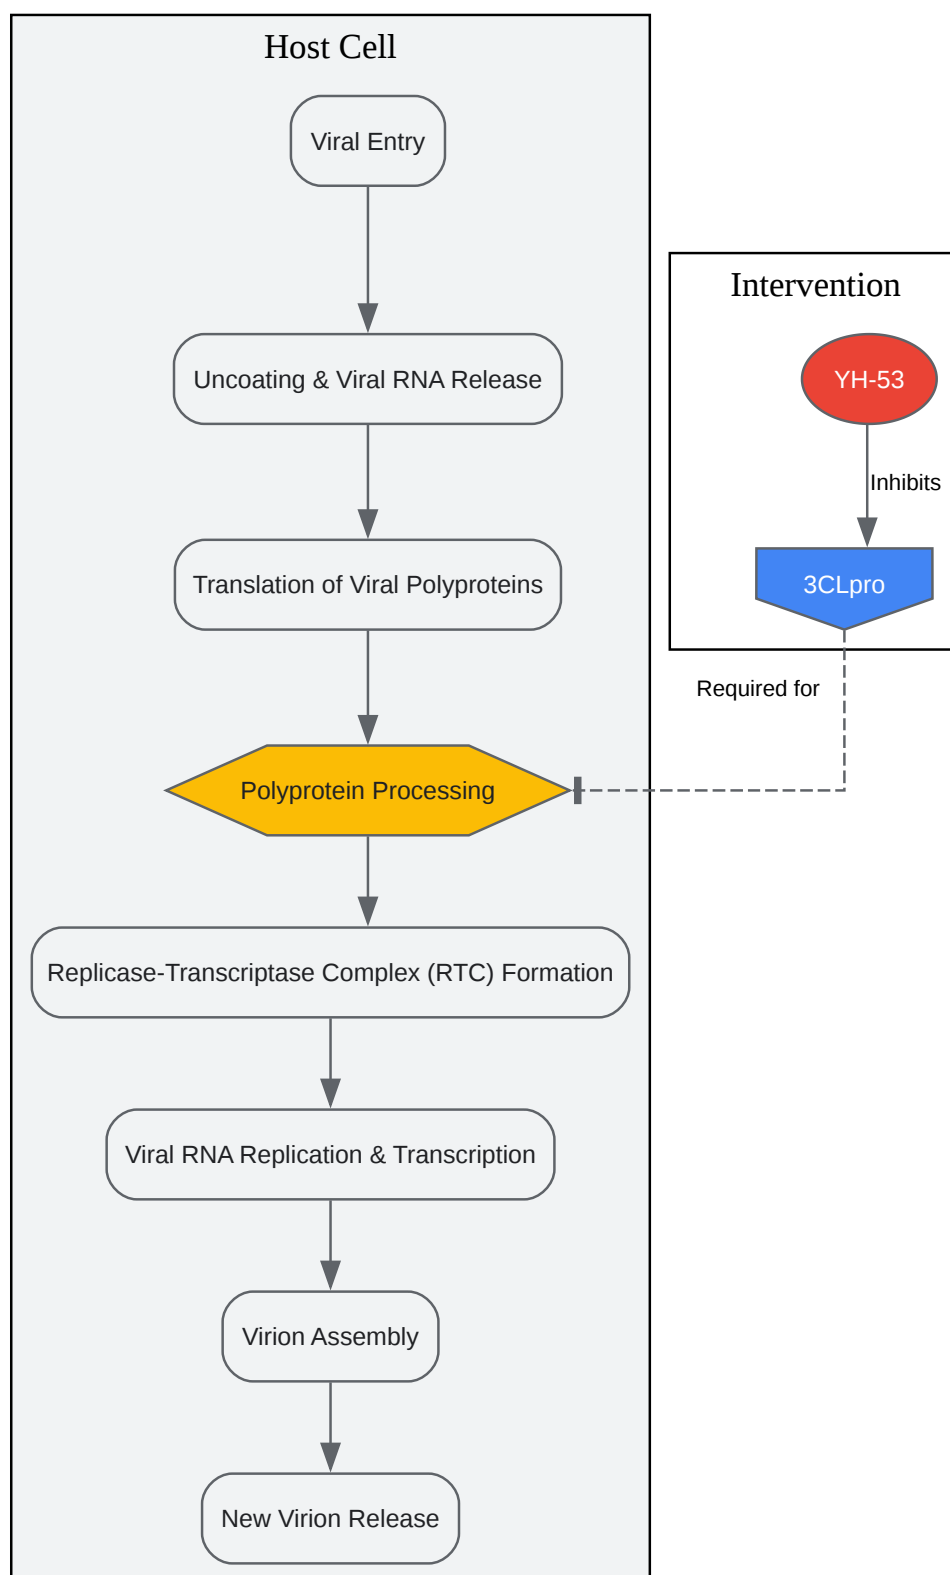 Host Cell
Viral Entry
Intervention
Uncoating & Viral RNA Release
YH-53
Inhibits
Translation of Viral Polyproteins
3CLpro
Required for
Polyprotein Processing
Replicase-Transcriptase Complex (RTC) Formation
Viral RNA Replication & Transcription
Virion Assembly
New Virion Release